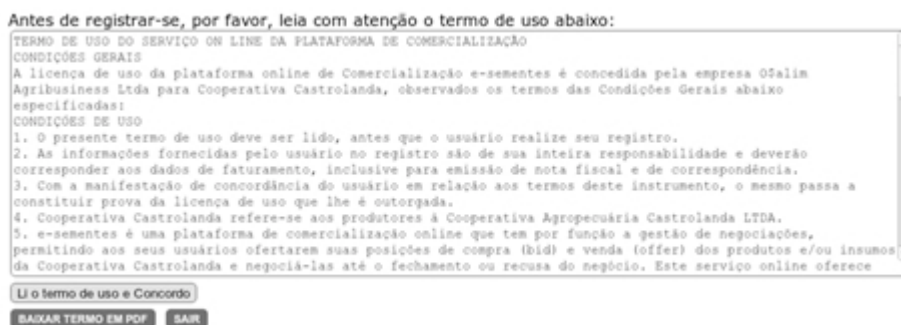 Antes de registrar-se, por favor, leia com atenção o termo de uso abaixo:
TERMO DE USO DO SERVIÇO ON LINE DA PLATAFORMA DE COMERCIALIZAÇÃO
CONDIÇÕES GERAIS
A licença de uso da plataforma online de Comercialização e-sementes é concedida pela empresa OSalim
Agribusiness Ltda para Cooperativa Castrolanda, observados os termos das Condições Gerais abaixo
especificadas:
CONDIÇÕES DE USO
1. O presente termo de uso deve ser lido, antes que o usuário realize seu registro.
2. As informações fornecidas pelo usuário no registro são de sua inteira responsabilidade e deverão
corresponder aos dados de faturamento, inclusive para emissão de nota fiscal e de correspondência.
3. Com a manifestação de concordância do usuário em relação aos termos deste instrumento, o mesmo passa a
constituir prova da licença de uso que lhe é outorgada.
4. Cooperativa Castrolanda refere-se aos produtores á Cooperativa Agropecuária Castrolanda LTDA.
5. e-sementes é uma plataforma de comercialização online que tem por função a gestão de negociações,
permitindo aos seus usuários ofertarem suas posições de compra (bid) e venda (offer) dos produtos e/ou insumos
da Cooperativa Castrolanda e negociá-las até o fechamento ou recusa do negócio. Este serviço online oferece
Li o termo de uso e Concordo
BAIXAR TERMO EM PDF SAIR